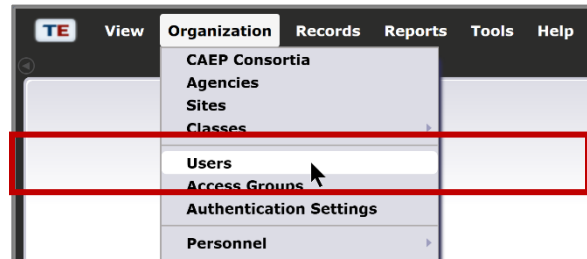 TE View Organization Records Reports Tools Help
CAEP Consortia
Agencies
Sites
Classes
Users
Access Groups
Authentication Settings
Personnel